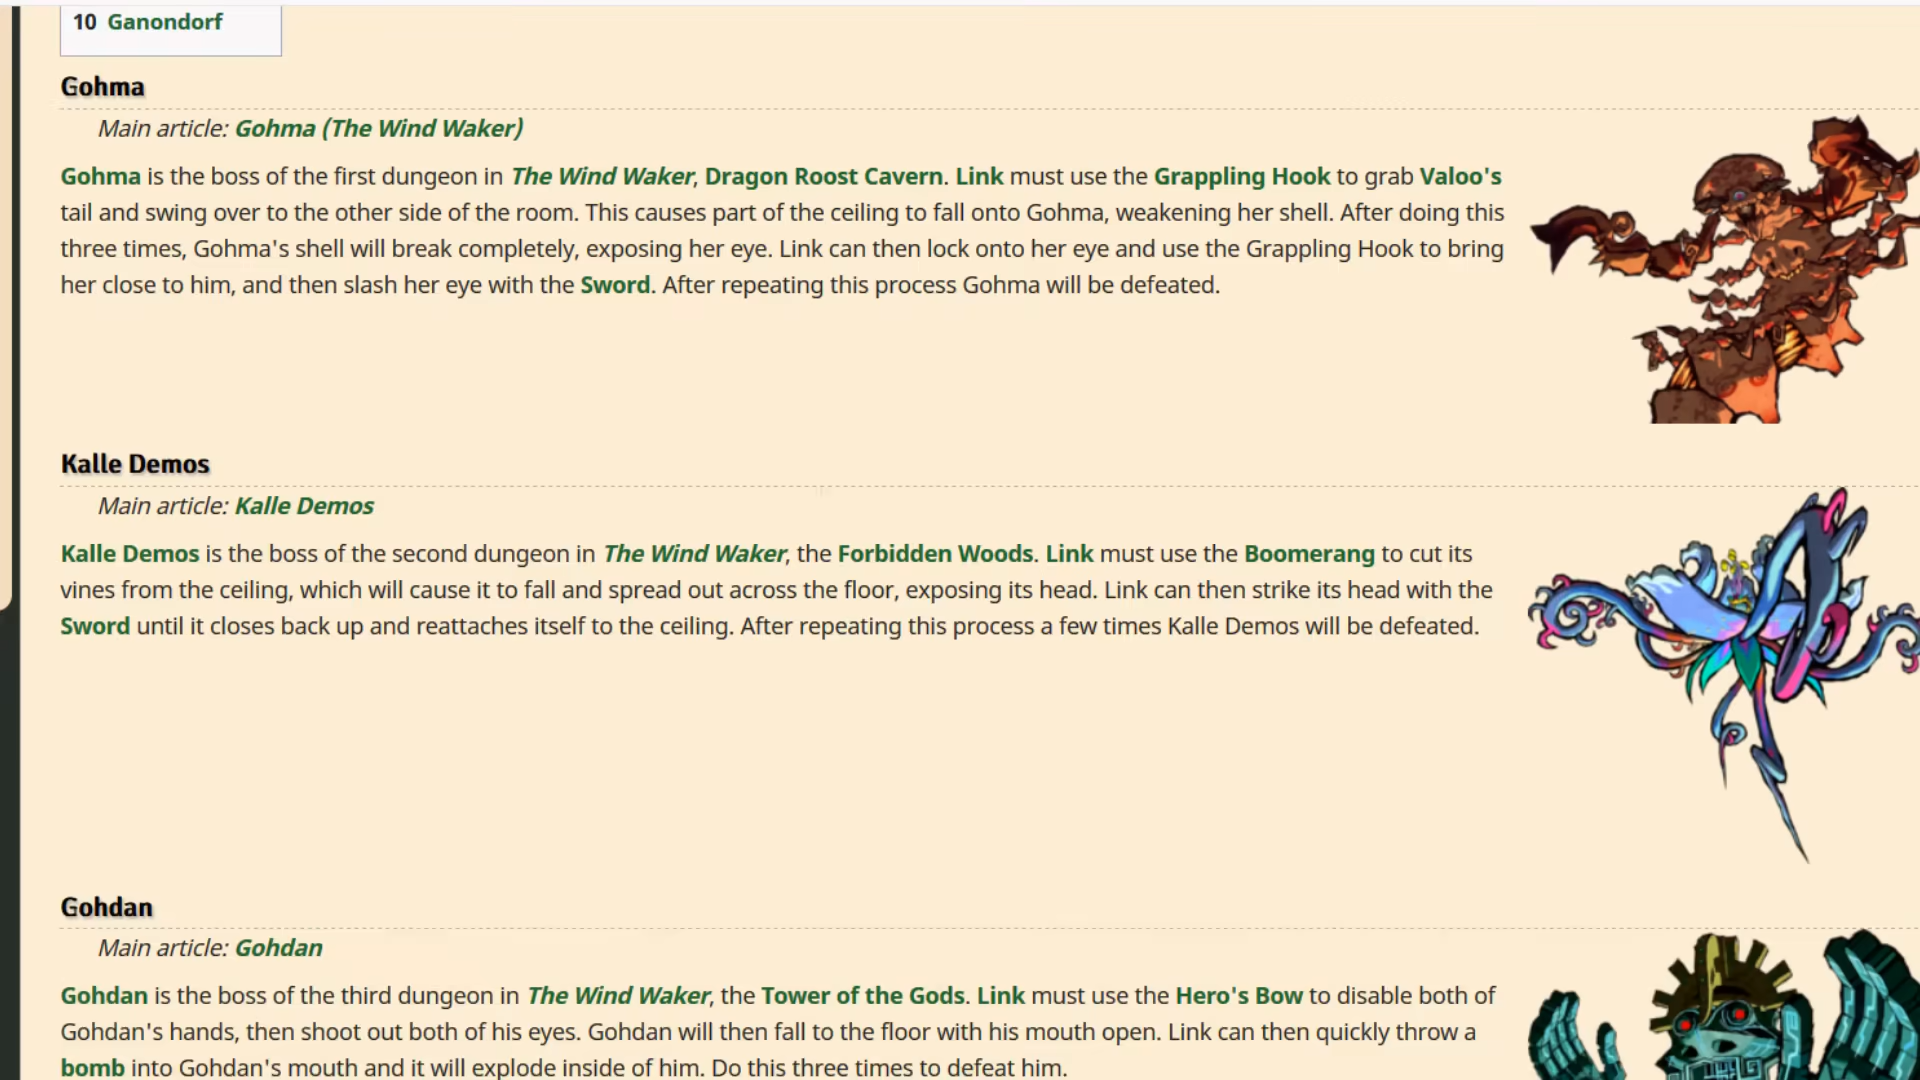 10 Ganondorf
Gohma
Main article: Gohma (The Wind Waker)
Gohma is the boss of the first dungeon in The Wind Waker, Dragon Roost Cavern. Link must use the Grappling Hook to grab Valoo's
tail and swing over to the other side of the room. This causes part of the ceiling to fall onto Gohma, weakening her shell. After doing this
three times, Gohma's shell will break completely, exposing her eye. Link can then lock onto her eye and use the Grappling Hook to bring
her close to him, and then slash her eye with the Sword. After repeating this process Gohma will be defeated.
Kalle Demos
Main article: Kalle Demos
Kalle Demos is the boss of the second dungeon in The Wind Waker, the Forbidden Woods. Link must use the Boomerang to cut its
vines from the ceiling, which will cause it to fall and spread out across the floor, exposing its head. Link can then strike its head with the
Sword until it closes back up and reattaches itself to the ceiling. After repeating this process a few times Kalle Demos will be defeated.
Gohdan
Main article: Gohdan
Gohdan is the boss of the third dungeon in The Wind Waker, the Tower of the Gods. Link must use the Hero's Bow to disable both of
Gohdan's hands, then shoot out both of his eyes. Gohdan will then fall to the floor with his mouth open. Link can then quickly throw a
bomb into Gohdan's mouth and it will explode inside of him. Do this three times to defeat him.